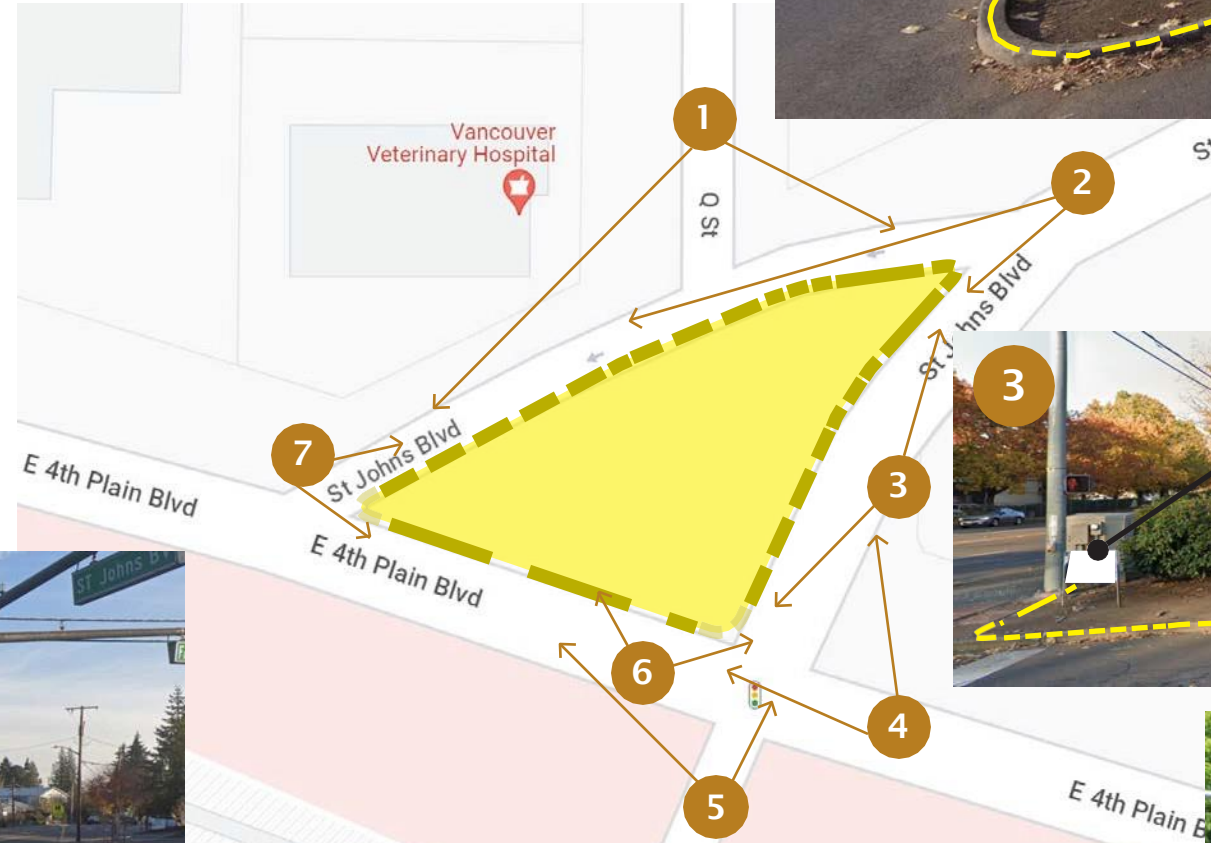 1
Vancouver
Veterinary Hospital
2
Q St
St Johns Blvd
3
7
St Johns Blvd
E 4th Plain Blvd
3
E 4th Plain Blvd
ST Johns
6
4
5
E 4th Plain